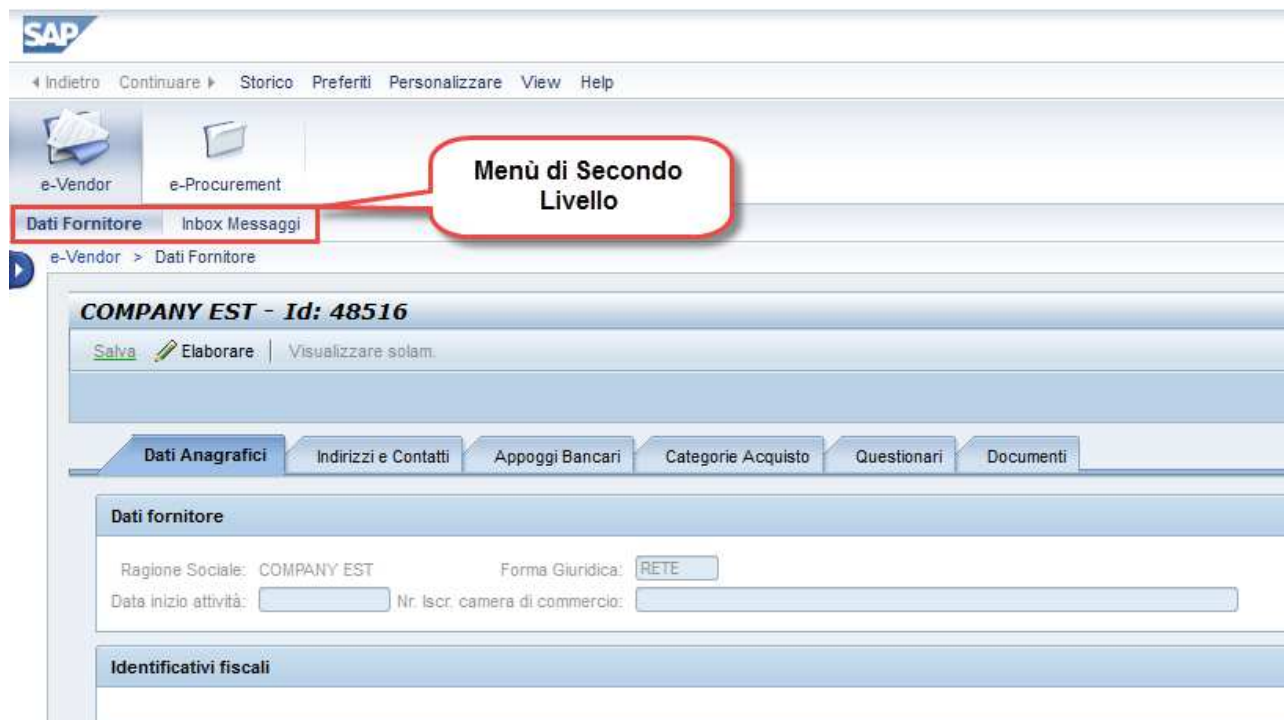 SAP
Indietro Continuare Storico Preferiti Personalizzare View Help
Menù di Secondo
Livello
e-Vendor e-Procurement
Dati Fornitore Inbox Messaggi
e-Vendor > Dati Fornitore
COMPANY EST - Id: 48516
Salva Elaborare Visualizzare solam.
Dati Anagrafici Indirizzi e Contatti Appoggi Bancari Categorie Acquisto Questionari Documenti
Dati fornitore
Ragione Sociale: COMPANY EST Forma Giuridica: RETE
Data inizio attività: Nr. Iscr. camera di commercio:
Identificativi fiscali